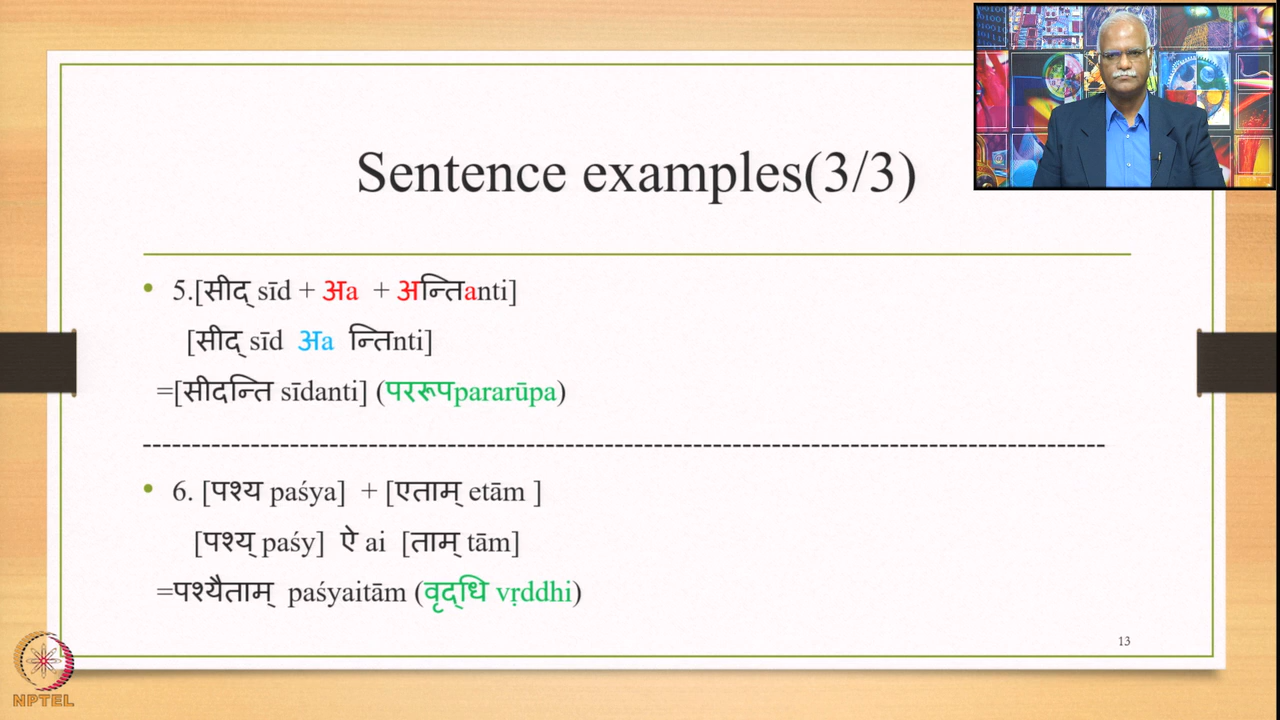 Sentence examples(3/3)
• 5.[सीद् sīd + अa + अन्तिanti]
[सीद् sīd अa न्तिnti]
=[सीदन्ति sīdanti] (पररूपpararūpa)
--------------------------------------------------------------------------------------------------
• 6. [पश्य paśya] + [एताम् etām ]
[पश्य् paśy] ऐ ai [ताम् tām]
=पश्यैताम् paśyaitām (वृद्‌धि vṛddhi)
13
NPTEL